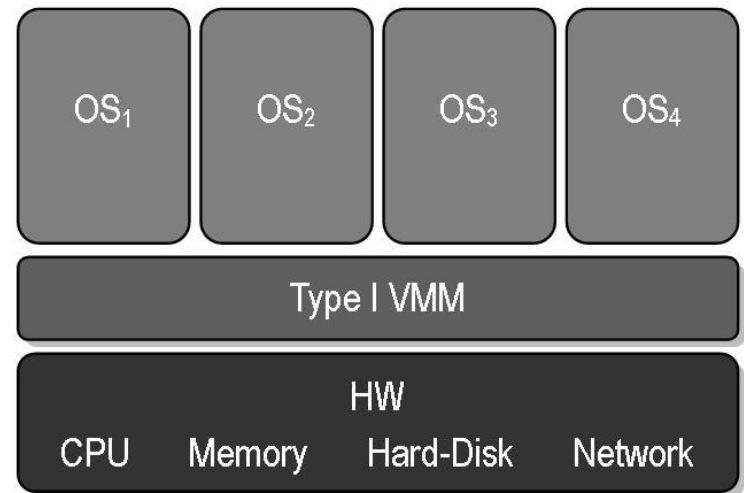 OS₁ OS₂ OS₃ OS₄
Type I VMM
HW
CPU Memory Hard-Disk Network